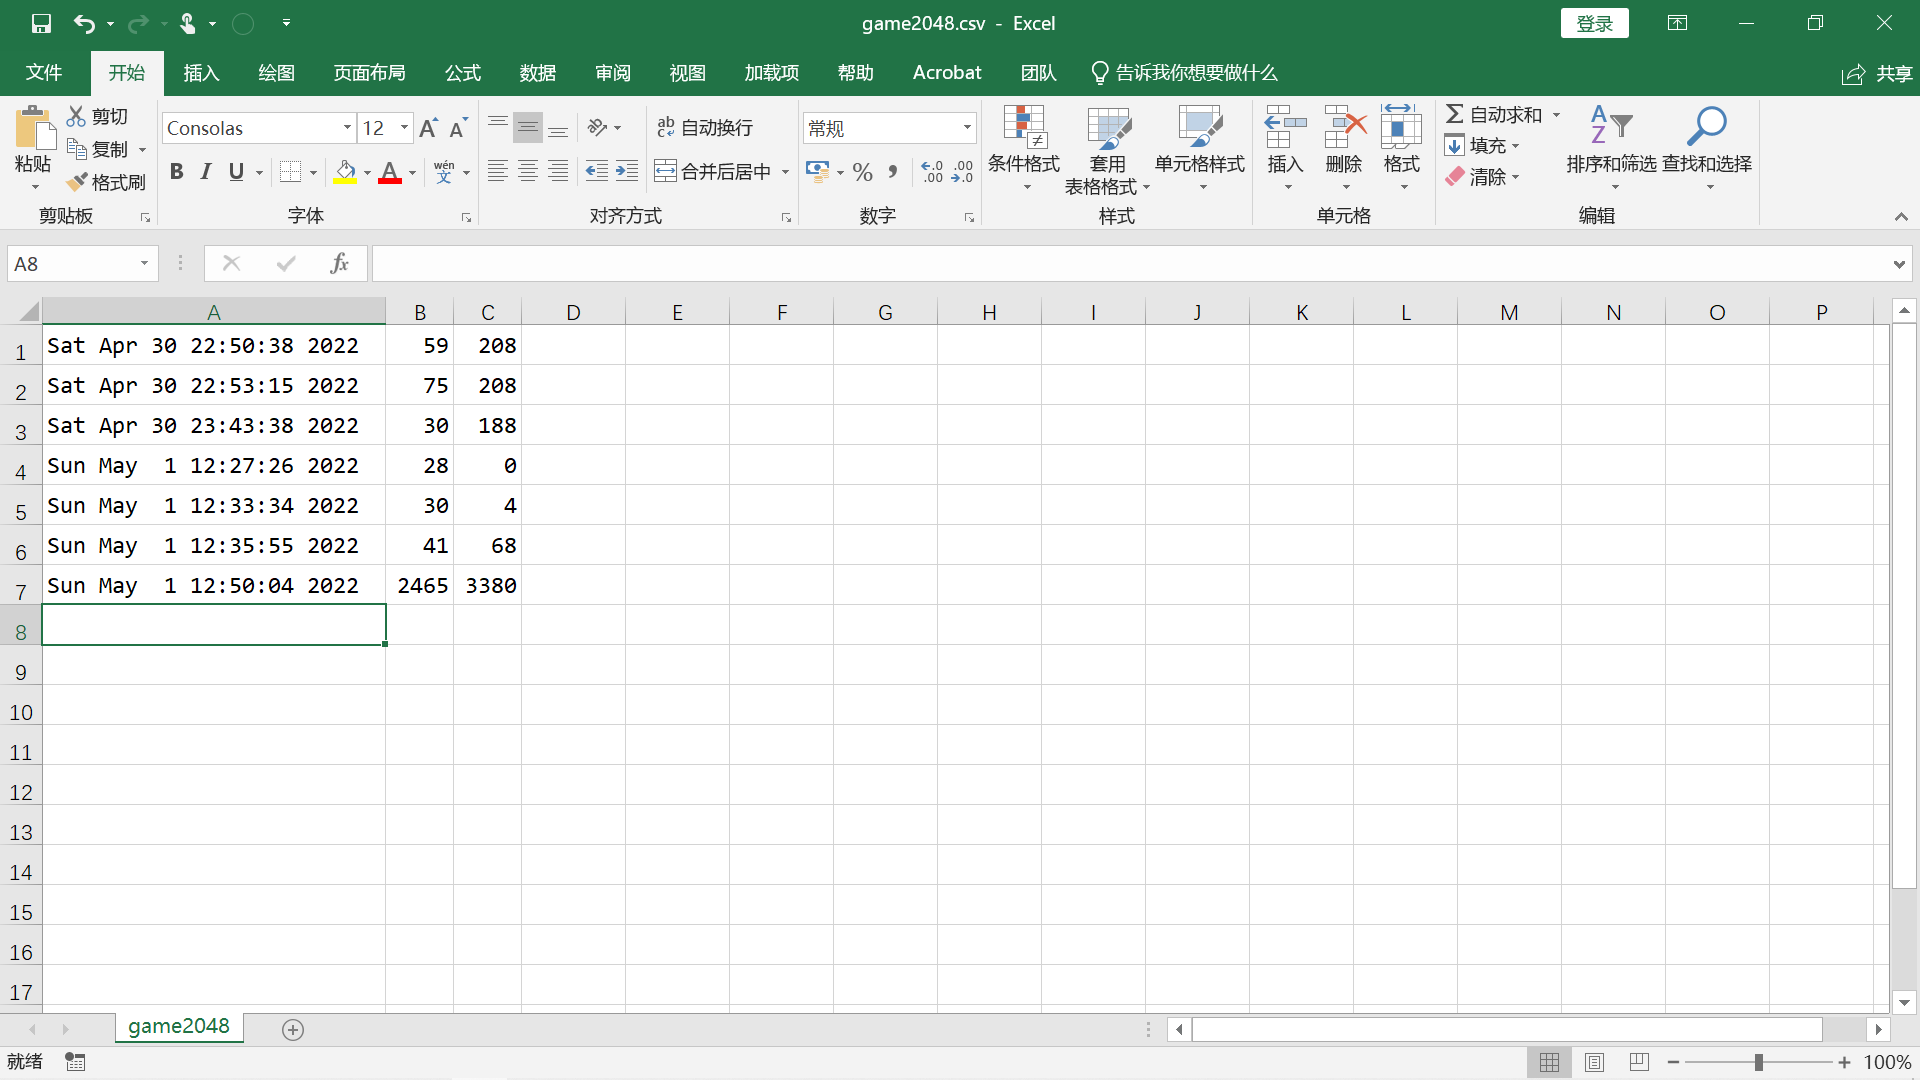 game2048.csv - Excel
登录
文件 开始 插入 绘图 页面布局 公式 数据 审阅 视图 加载项 帮助 Acrobat 团队 告诉我你想要做什么 共享
粘贴 剪切 复制 格式刷
剪贴板
Consolas 12 A A
B I U A wén 文
字体
ab 自动换行
合并后居中
对齐方式
常规
% , .0 .00 .00 .0
数字
条件格式 套用 表格格式 单元格样式
样式
插入 删除 格式
单元格
Σ 自动求和 填充 清除
A Z 排序和筛选 查找和选择
编辑
A8 fx
A B C D E F G H I J K L M N O P
1 Sat Apr 30 22:50:38 2022 59 208
2 Sat Apr 30 22:53:15 2022 75 208
3 Sat Apr 30 23:43:38 2022 30 188
4 Sun May  1 12:27:26 2022 28 0
5 Sun May  1 12:33:34 2022 30 4
6 Sun May  1 12:35:55 2022 41 68
7 Sun May  1 12:50:04 2022 2465 3380
8
9
10
11
12
13
14
15
16
17
game2048
就绪 100%